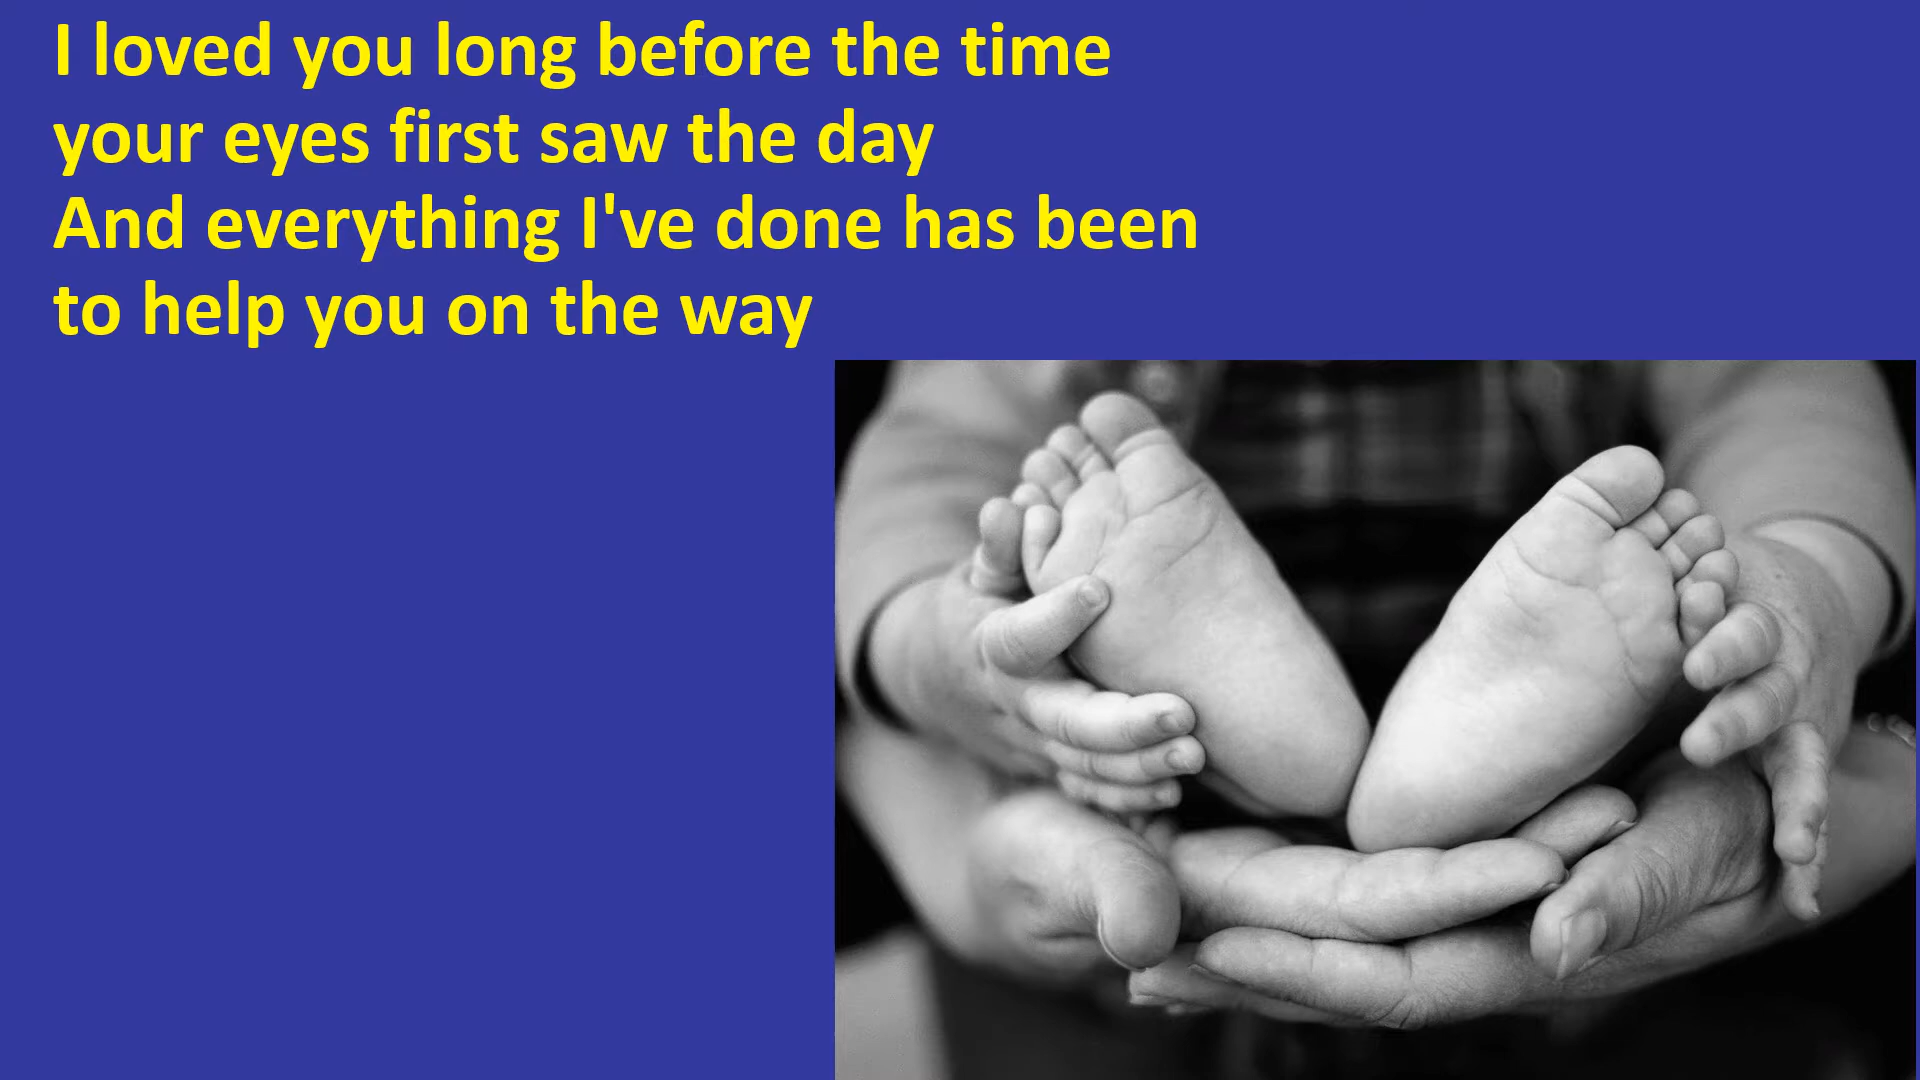 I loved you long before the time
your eyes first saw the day
And everything I've done has been
to help you on the way